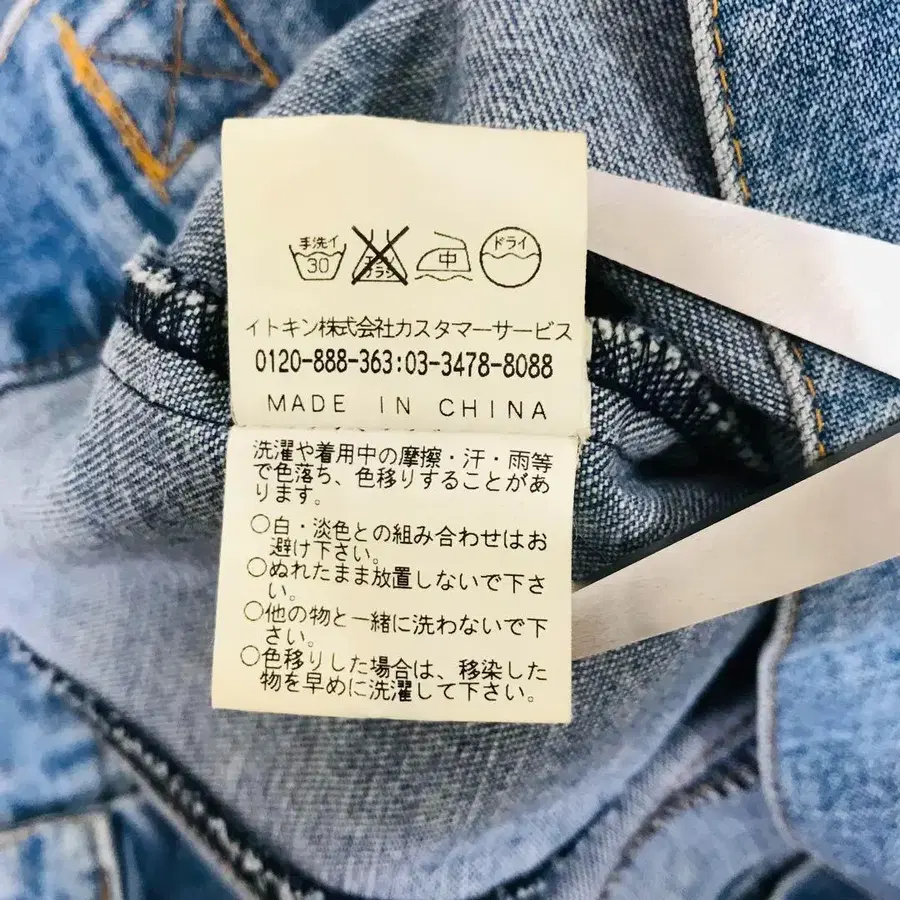 手洗イ 30 エンソ サラシ 中 ドライ
イトキン株式会社カスタマーサービス
0120-888-363:03-3478-8088
MADE IN CHINA
洗濯や着用中の摩擦・汗・雨等
で色落ち、色移りすることがあ
ります。
○白・淡色との組み合わせはお
避け下さい。
○ぬれたまま放置しないで下さ
い。
○他の物と一緒に洗わないで下
さい。
○色移りした場合は、移染した
物を早めに洗濯して下さい。